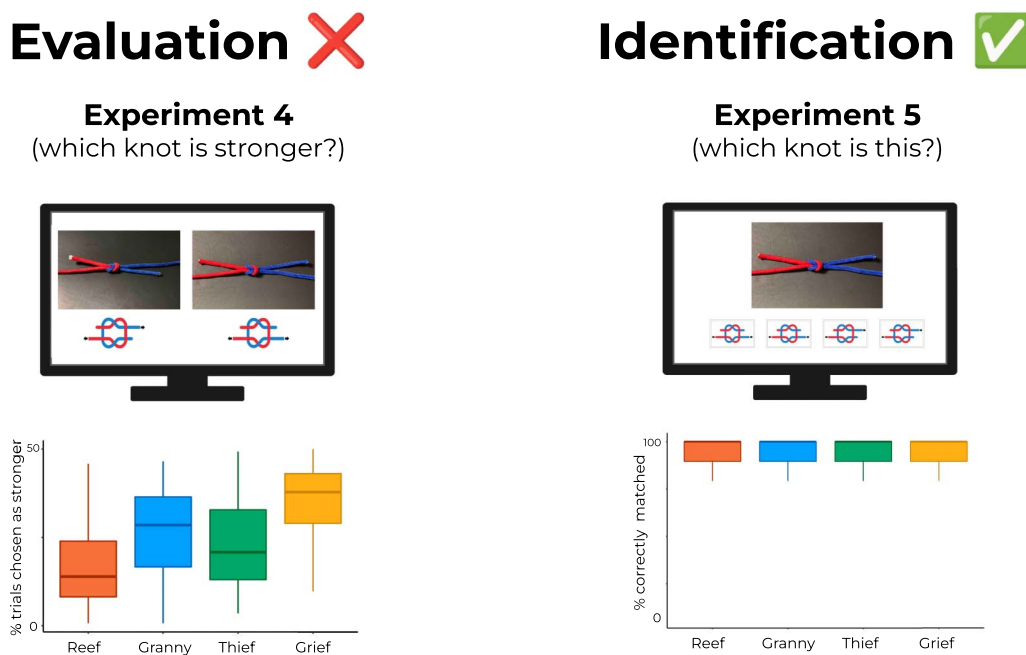 Evaluation ❌
Experiment 4
(which knot is stronger?)
% trials chosen as stronger
50
0
Reef Granny Thief Grief
Identification ✅
Experiment 5
(which knot is this?)
% correctly matched
100
0
Reef Granny Thief Grief